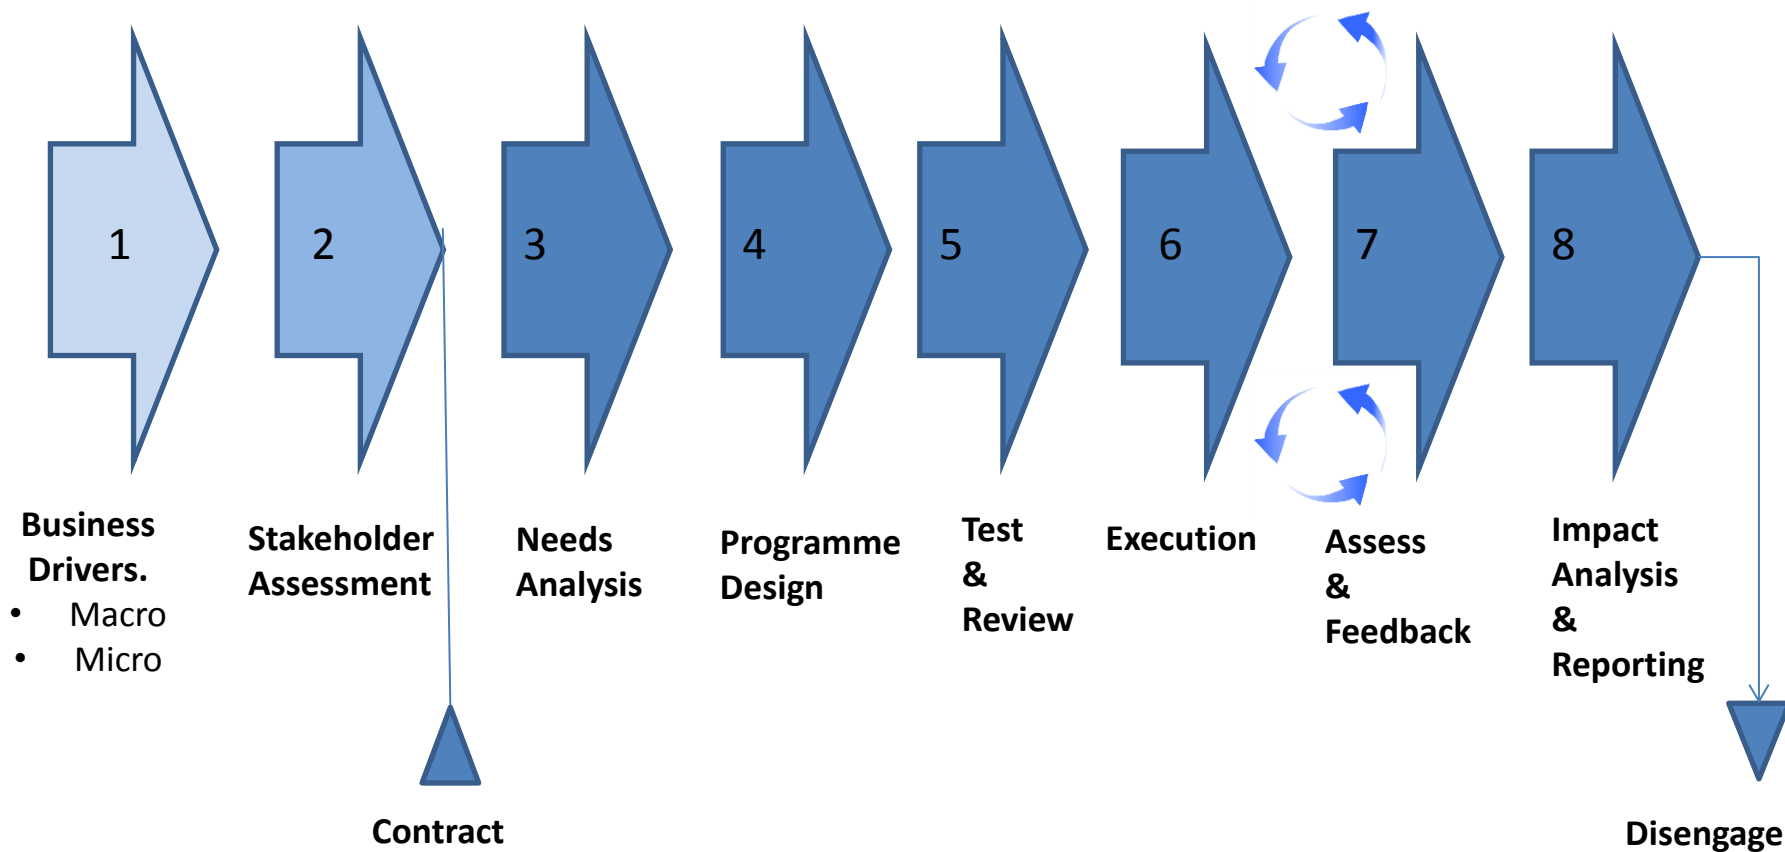 1
2
3
4
5
6
7
8
Business
Drivers.
• Macro
• Micro
Stakeholder
Assessment
Needs
Analysis
Programme
Design
Test
&
Review
Execution
Assess
&
Feedback
Impact
Analysis
&
Reporting
Contract
Disengage